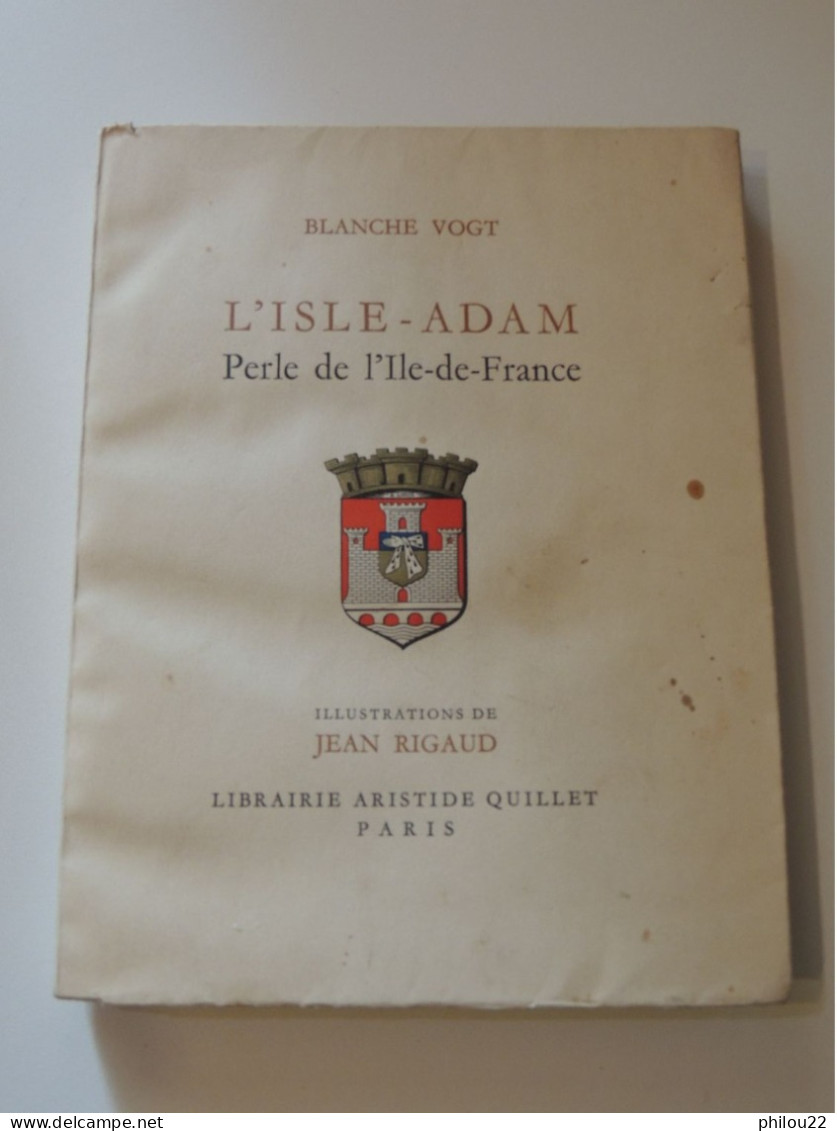 BLANCHE VOGT
L'ISLE-ADAM
Perle de l'Ile-de-France
ILLUSTRATIONS DE
JEAN RIGAUD
LIBRAIRIE ARISTIDE QUILLET
PARIS
www.delcampe.net
philou22